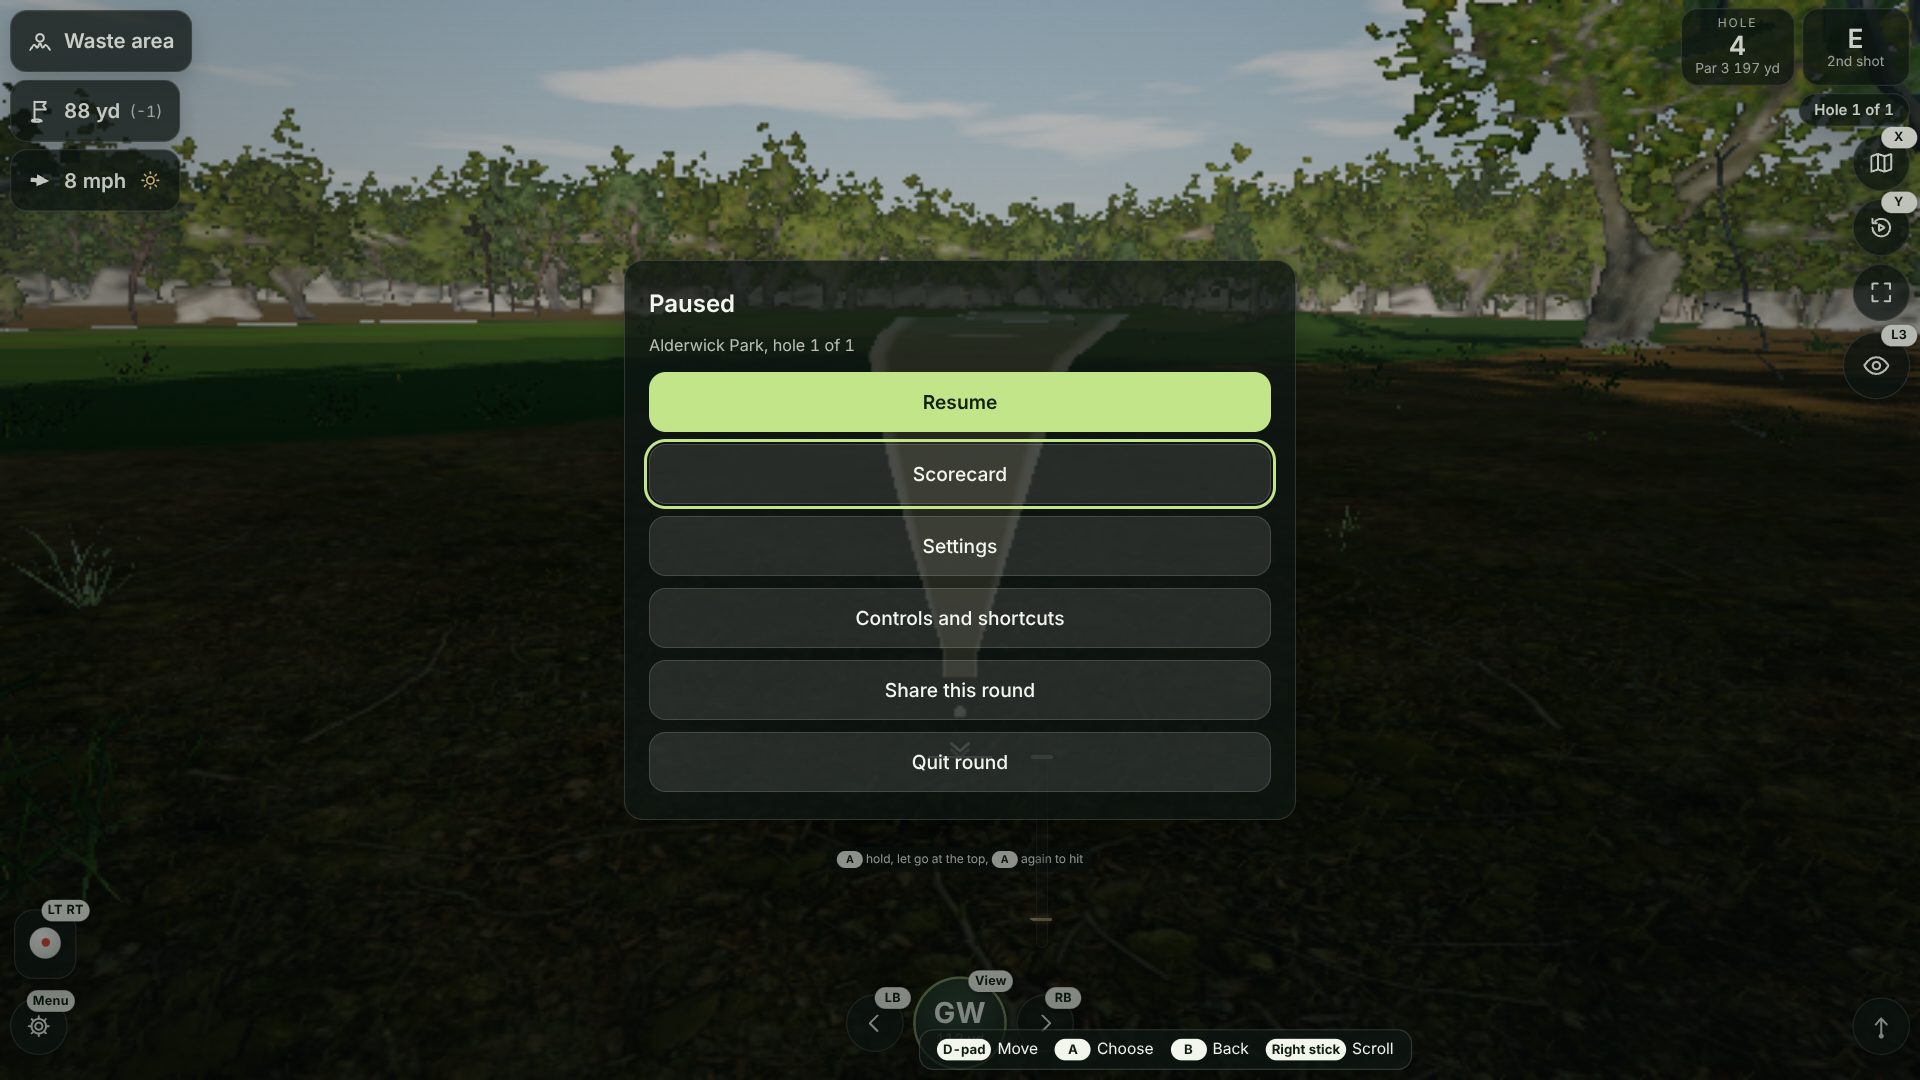 Waste area
88 yd (-1)
8 mph
HOLE
4
Par 3 197 yd
E
2nd shot
Hole 1 of 1
X
Y
L3
Paused
Alderwick Park, hole 1 of 1
Resume
Scorecard
Settings
Controls and shortcuts
Share this round
Quit round
A hold, let go at the top, A again to hit
LT RT
Menu
LB
View
GW
RB
D-pad Move A Choose B Back Right stick Scroll